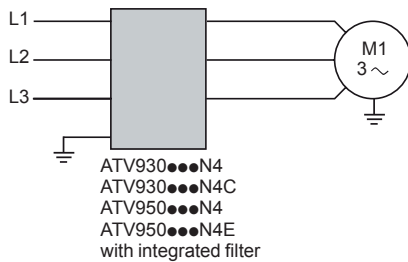 L1
L2
L3
M1
3 ~
ATV930●●●N4
ATV930●●●N4C
ATV950●●●N4
ATV950●●●N4E
with integrated filter